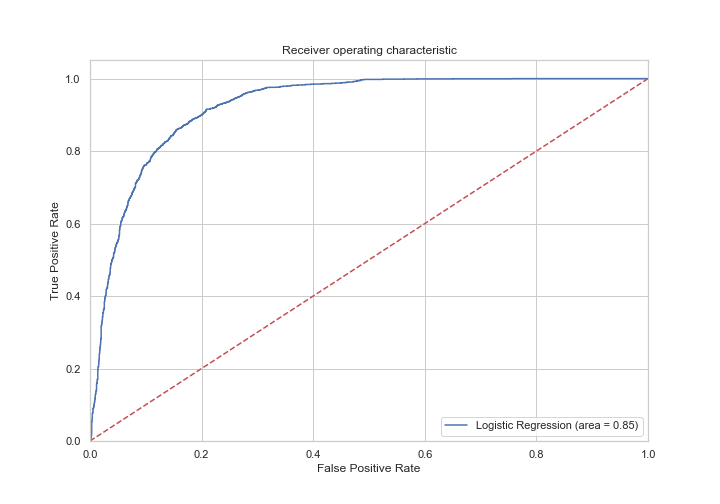 Receiver operating characteristic
1.0
0.8
0.6
0.4
0.2
0.0
True Positive Rate
Logistic Regression (area = 0.85)
0.0 0.2 0.4 0.6 0.8 1.0
False Positive Rate